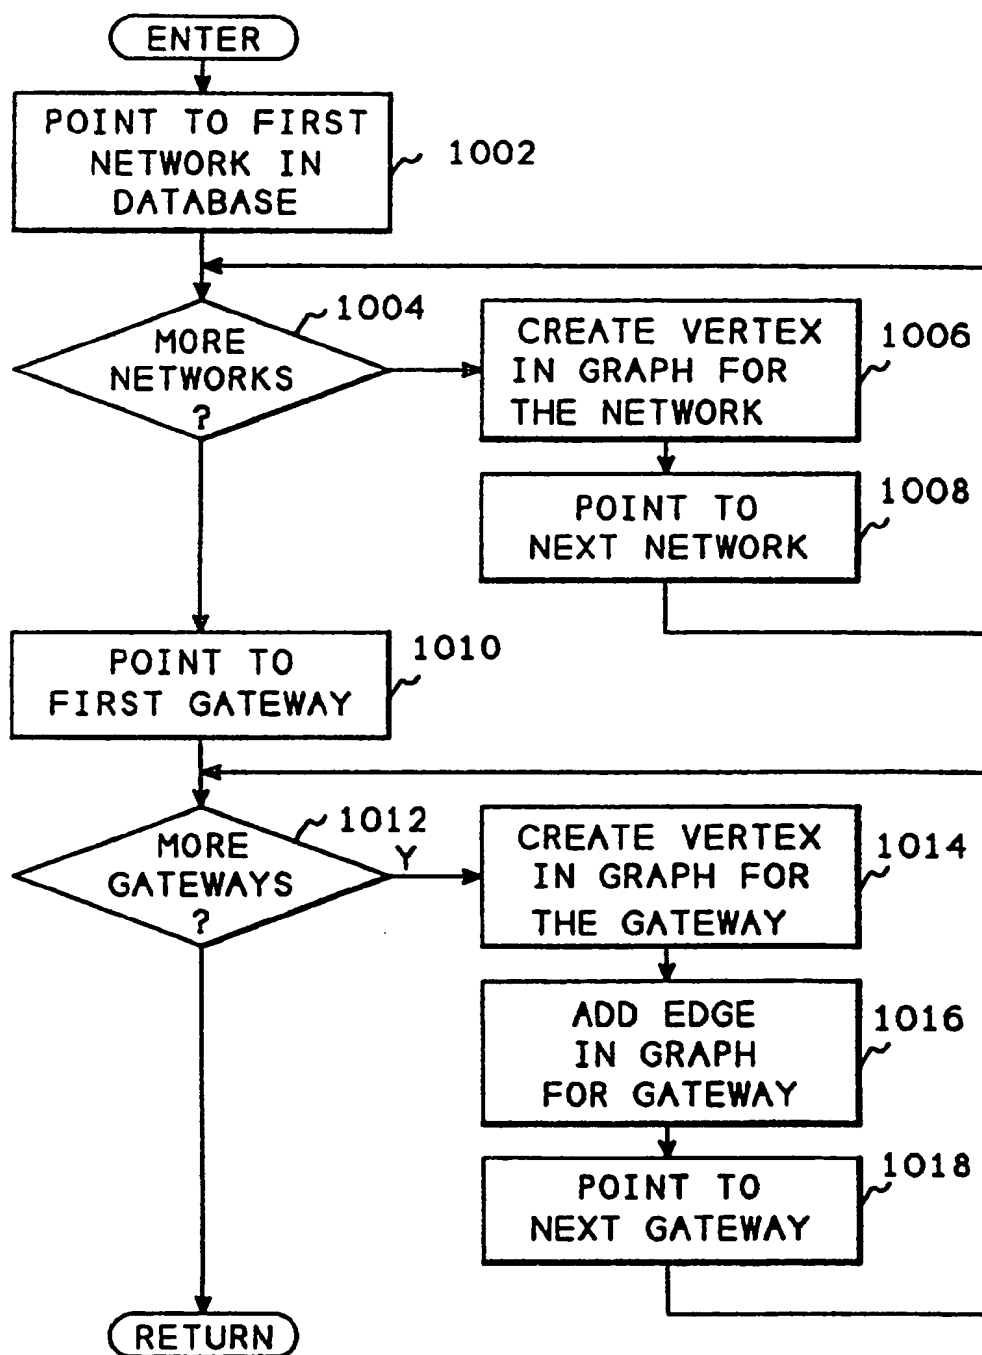 ENTER
POINT TO FIRST
NETWORK IN
DATABASE
1002
MORE
NETWORKS
?
1004
CREATE VERTEX
IN GRAPH FOR
THE NETWORK
1006
POINT TO
NEXT NETWORK
1008
POINT TO
FIRST GATEWAY
1010
MORE
GATEWAYS
?
1012
Y
CREATE VERTEX
IN GRAPH FOR
THE GATEWAY
1014
ADD EDGE
IN GRAPH
FOR GATEWAY
1016
POINT TO
NEXT GATEWAY
1018
RETURN